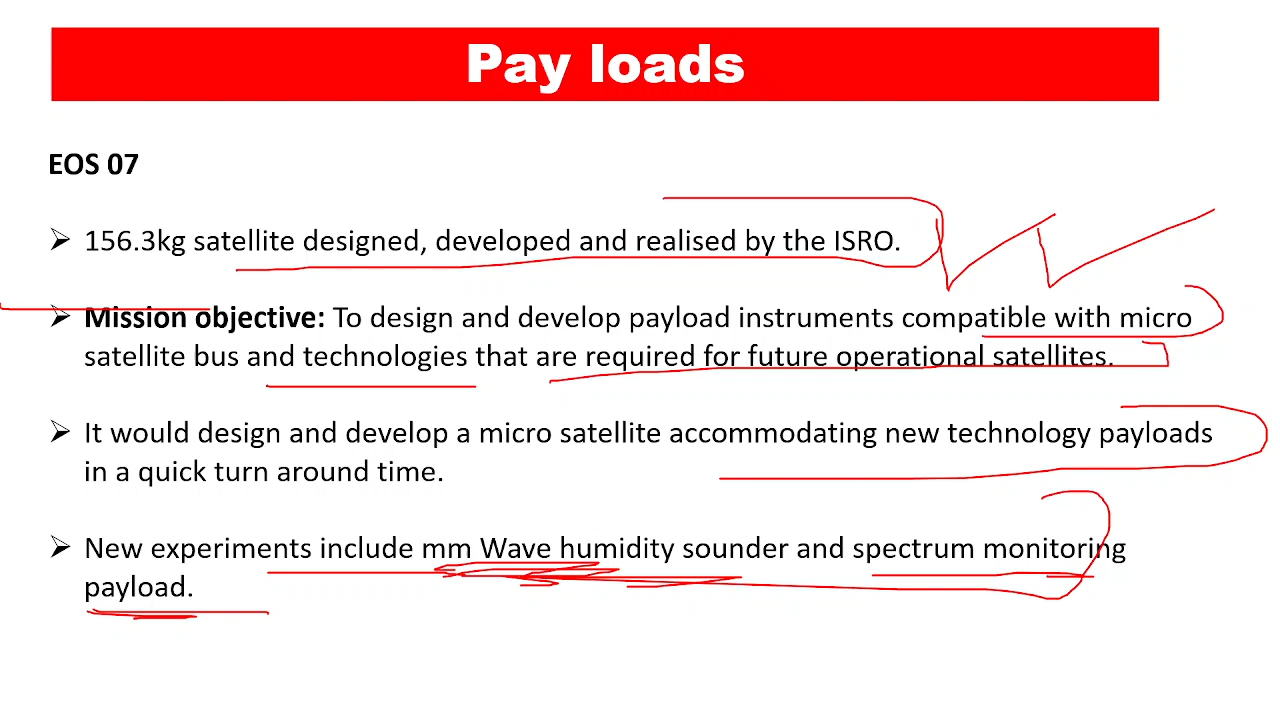 Pay loads
EOS 07
➢ 156.3kg satellite designed, developed and realised by the ISRO.
➢ Mission objective: To design and develop payload instruments compatible with micro
satellite bus and technologies that are required for future operational satellites.
➢ It would design and develop a micro satellite accommodating new technology payloads
in a quick turn around time.
➢ New experiments include mm Wave humidity sounder and spectrum monitoring
payload.